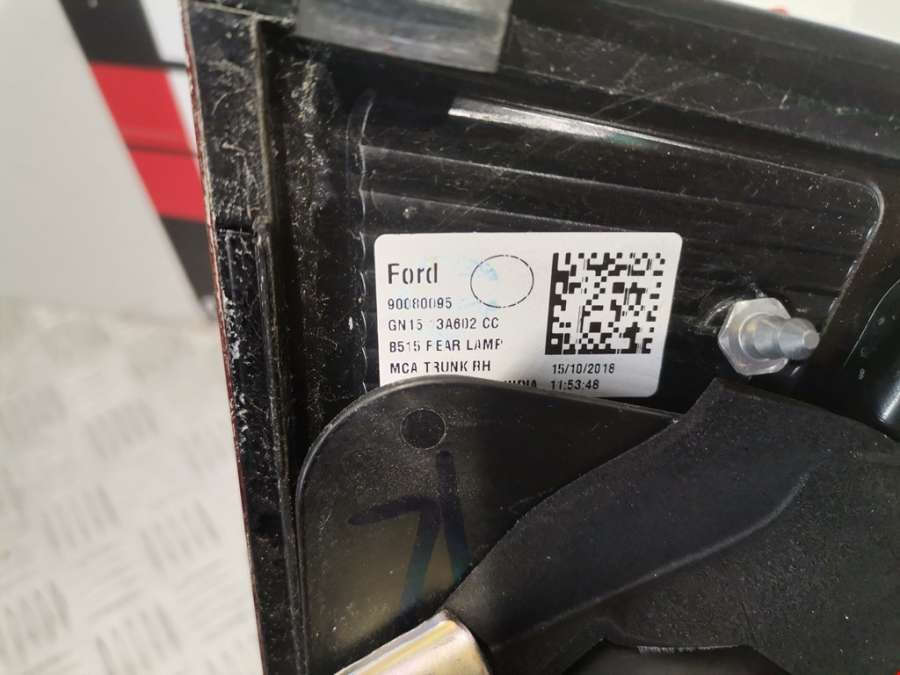 Ford
90080095
GN15 13A602 CC
B515 REAR LAMP
MCA TRUNK RH
15/10/2018
11:53:48